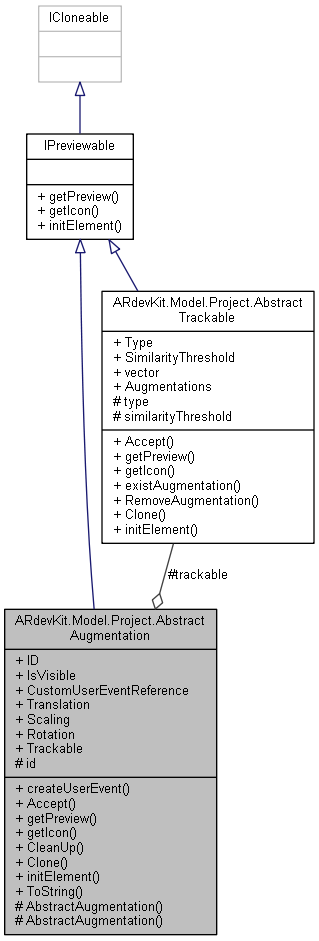 ICloneable
IPreviewable
+ getPreview()
+ getIcon()
+ initElement()
ARdevKit.Model.Project.Abstract
Trackable
+ Type
+ SimilarityThreshold
+ vector
+ Augmentations
# type
# similarityThreshold
+ Accept()
+ getPreview()
+ getIcon()
+ existAugmentation()
+ RemoveAugmentation()
+ Clone()
+ initElement()
#trackable
ARdevKit.Model.Project.Abstract
Augmentation
+ ID
+ IsVisible
+ CustomUserEventReference
+ Translation
+ Scaling
+ Rotation
+ Trackable
# id
+ createUserEvent()
+ Accept()
+ getPreview()
+ getIcon()
+ CleanUp()
+ Clone()
+ initElement()
+ ToString()
# AbstractAugmentation()
# AbstractAugmentation()